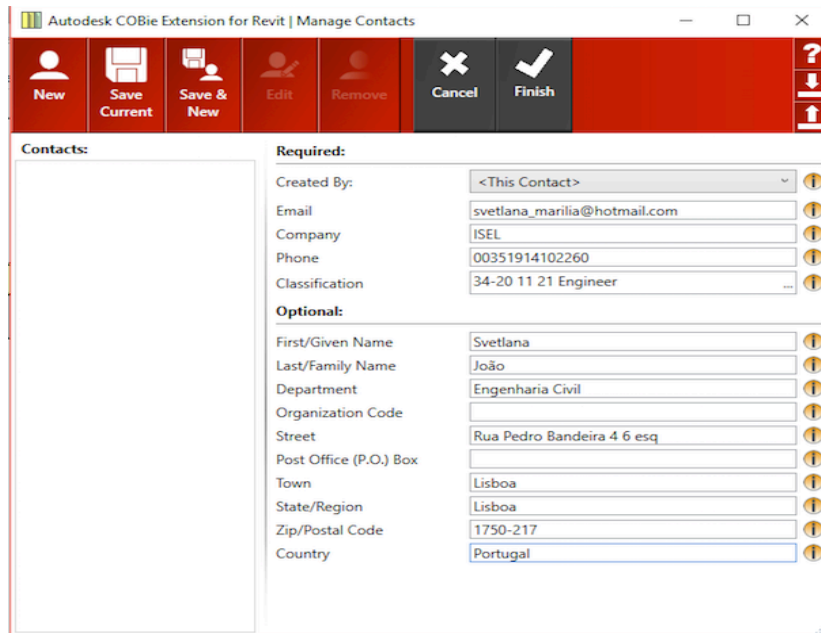 Autodesk COBie Extension for Revit | Manage Contacts
New
Save Current
Save & New
Edit
Remove
Cancel
Finish
?
Contacts:
Required:
Created By: <This Contact>
Email svetlana_marilia@hotmail.com
Company ISEL
Phone 00351914102260
Classification 34-20 11 21 Engineer ...
Optional:
First/Given Name Svetlana
Last/Family Name João
Department Engenharia Civil
Organization Code
Street Rua Pedro Bandeira 4 6 esq
Post Office (P.O.) Box
Town Lisboa
State/Region Lisboa
Zip/Postal Code 1750-217
Country Portugal